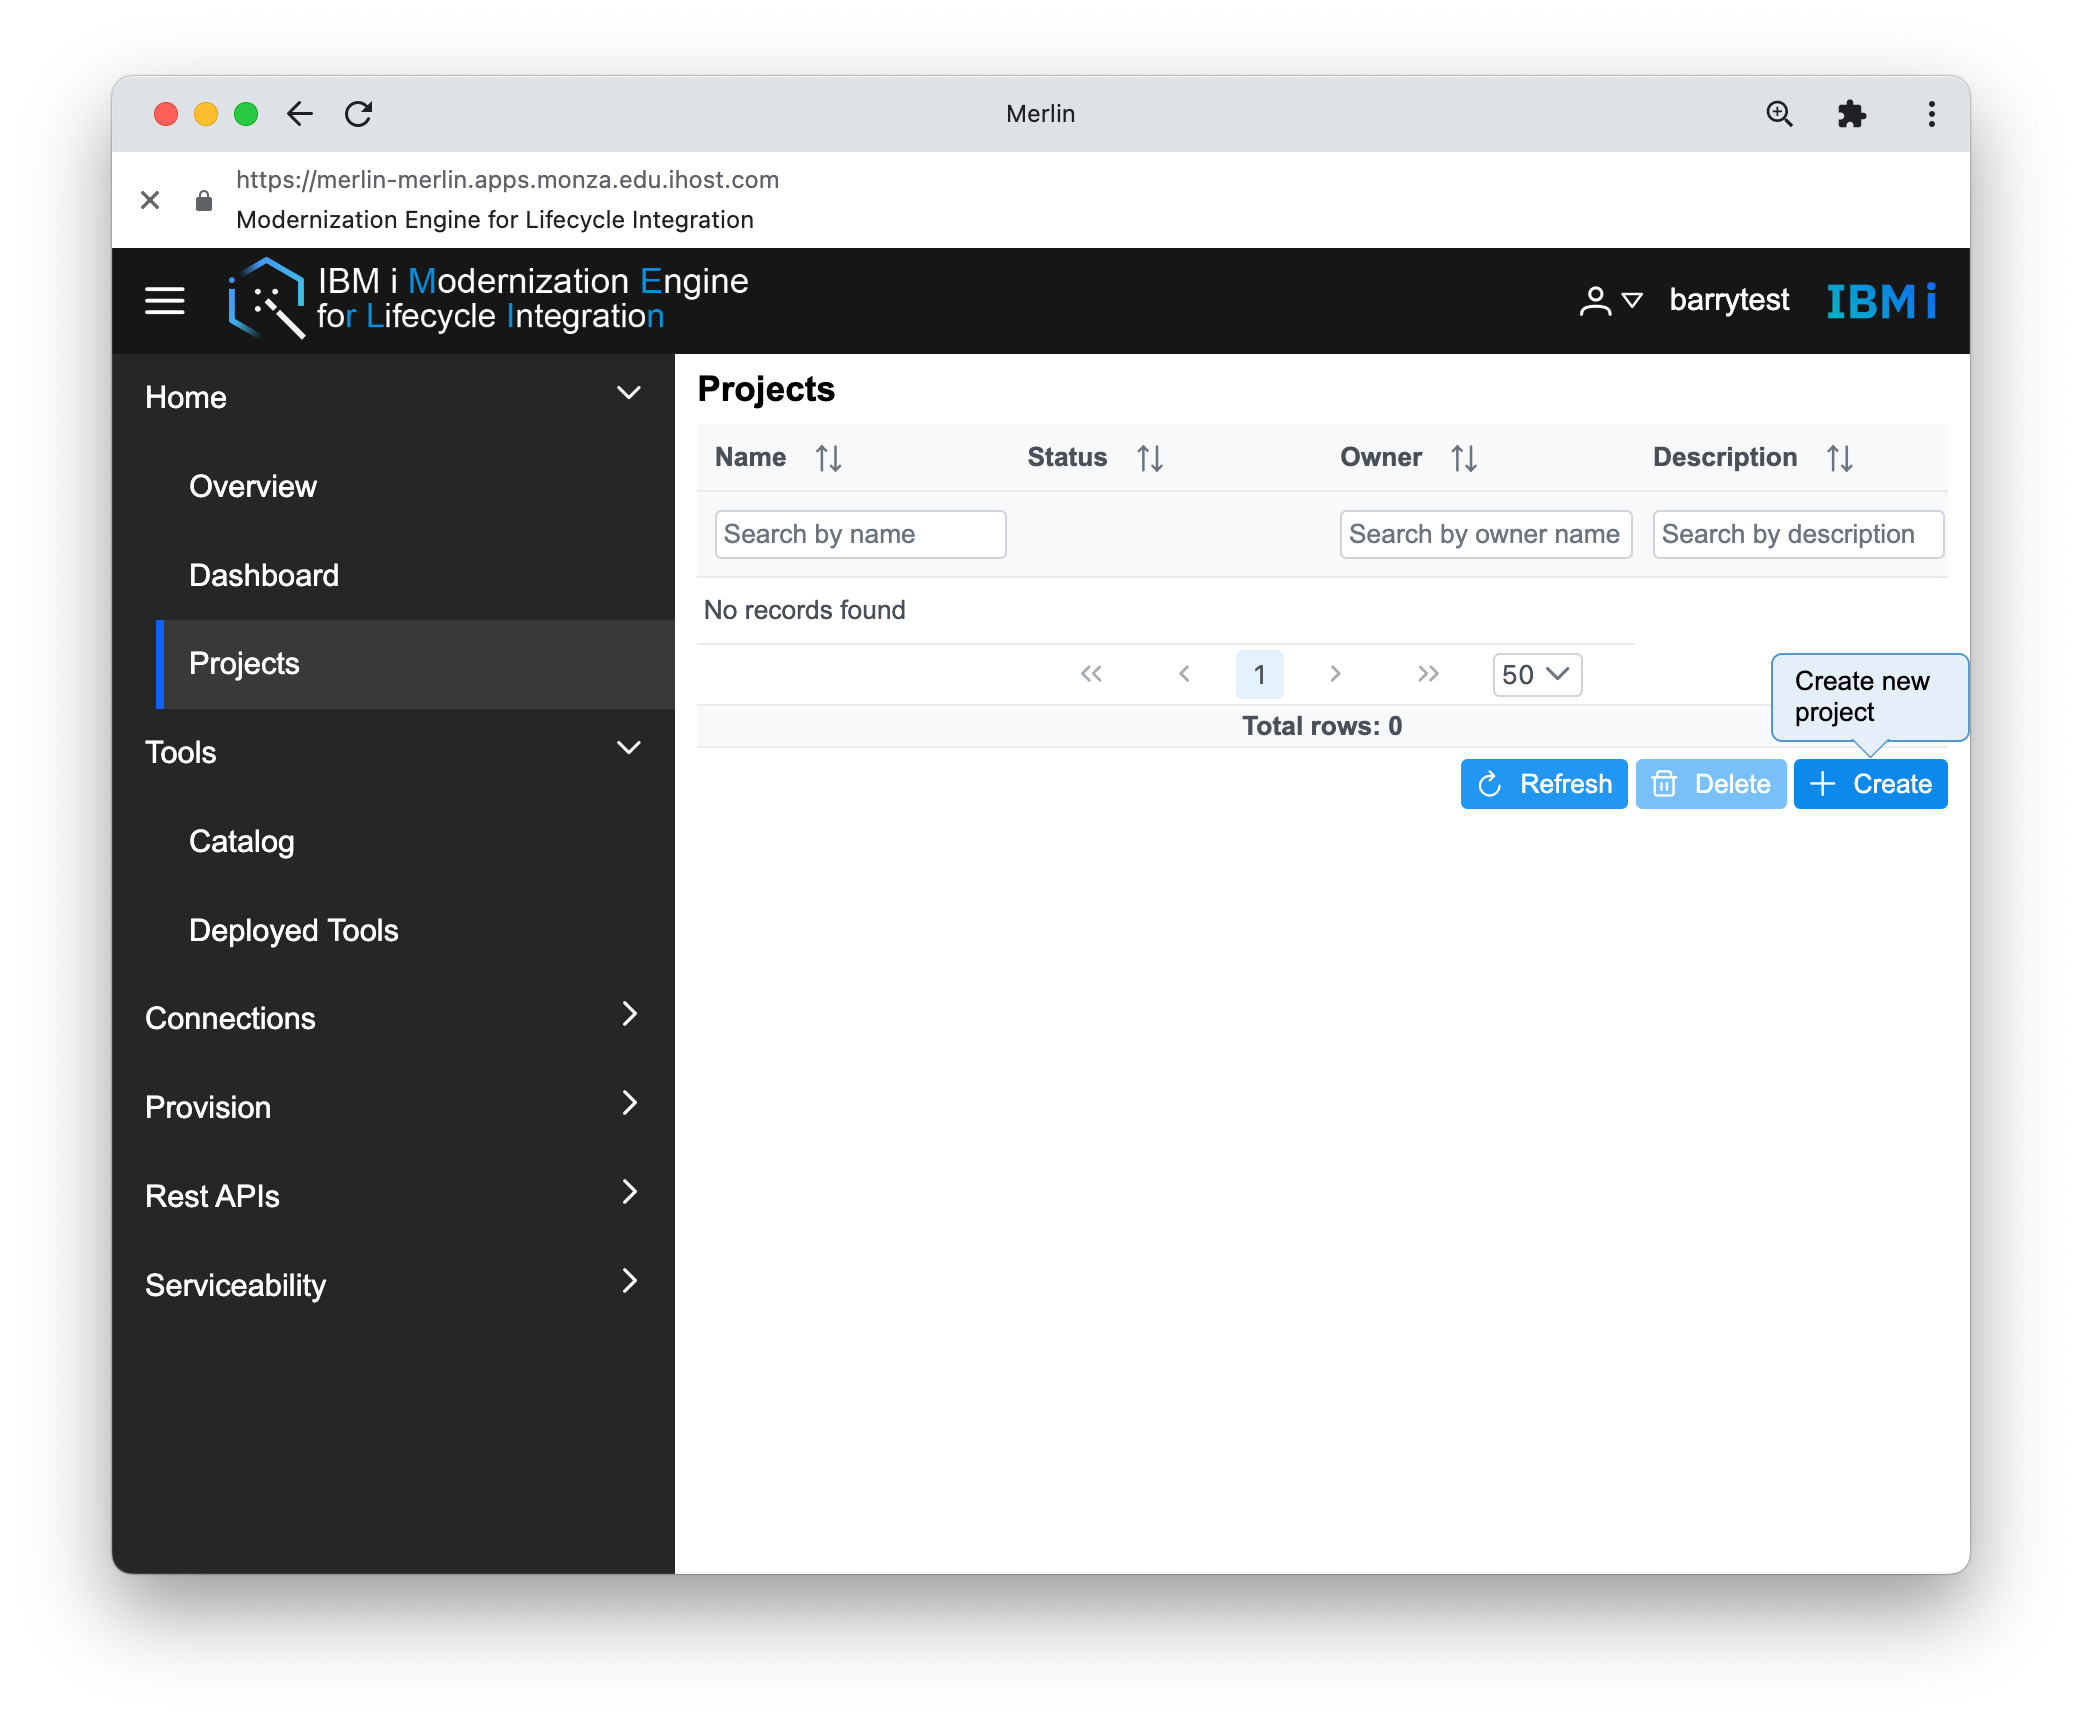 Merlin
https://merlin-merlin.apps.monza.edu.ihost.com
Modernization Engine for Lifecycle Integration
IBM i Modernization Engine
for Lifecycle Integration
barrytest
IBM i
Home
Overview
Dashboard
Projects
Tools
Catalog
Deployed Tools
Connections
Provision
Rest APIs
Serviceability
Projects
Name Status Owner Description
Search by name Search by owner name Search by description
No records found
1 50
Total rows: 0
Create new
project
Refresh Delete Create